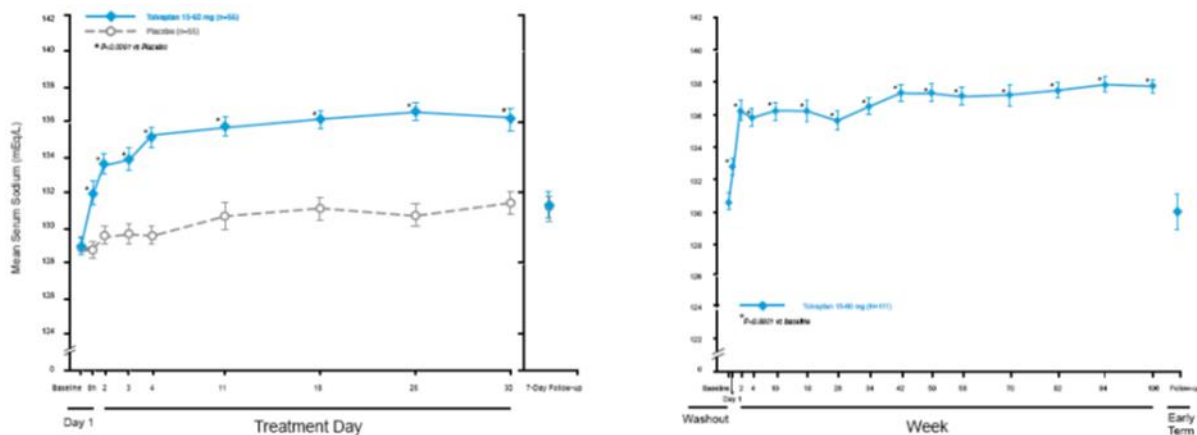 Tolvaptan 15-60 mg
Placebo
* P<0.0001 vs Placebo
Mean Serum Sodium (mEq/L)
142
140
138
136
134
132
130
128
126
124
0
Baseline 8h 2 3 4 11 18 25 30 7-Day Follow-up
Day 1 Treatment Day
142
140
138
136
134
132
130
128
126
124
122
0
Tolvaptan 15-60 mg (N=111)
*P<0.0001 vs Baseline
Baseline 2 4 10 18 26 34 42 50 58 70 82 94 106 Follow-up
Day 1
Washout Week Early
Term